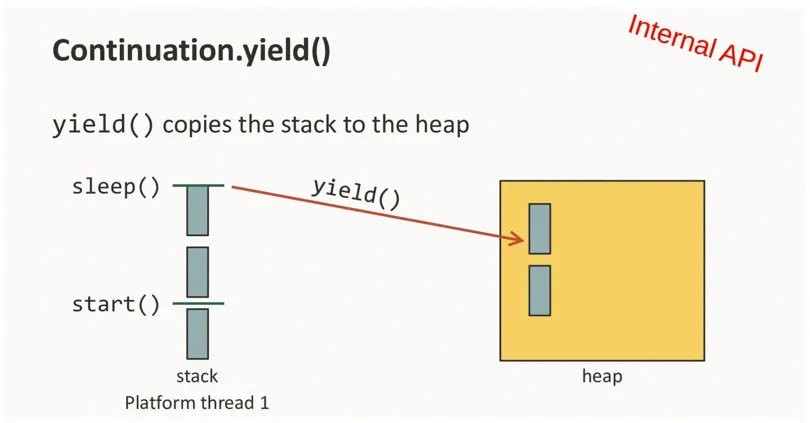 Continuation.yield()
Internal API
yield() copies the stack to the heap
sleep()
yield()
start()
stack
heap
Platform thread 1